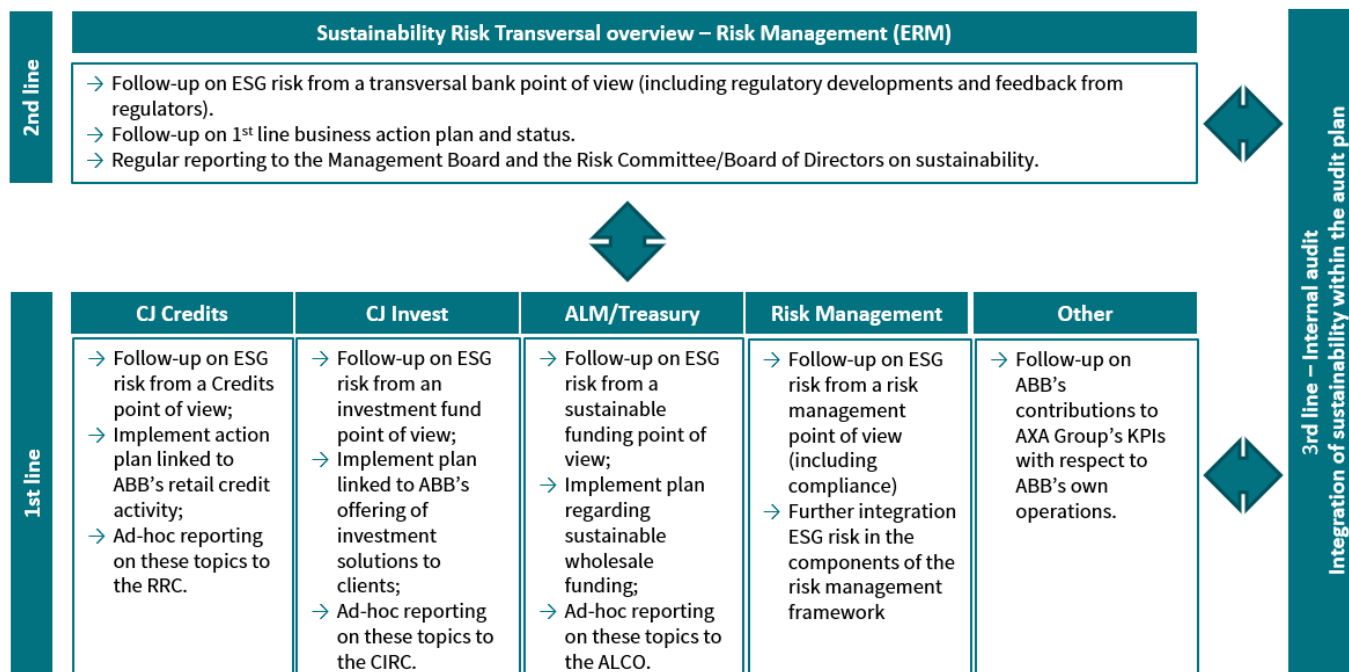 2nd line
Sustainability Risk Transversal overview – Risk Management (ERM)
→ Follow-up on ESG risk from a transversal bank point of view (including regulatory developments and feedback from
regulators).
→ Follow-up on 1st line business action plan and status.
→ Regular reporting to the Management Board and the Risk Committee/Board of Directors on sustainability.
1st line
CJ Credits
→ Follow-up on ESG
risk from a Credits
point of view;
→ Implement action
plan linked to
ABB's retail credit
activity;
→ Ad-hoc reporting
on these topics to
the RRC.
CJ Invest
→ Follow-up on ESG
risk from an
investment fund
point of view;
→ Implement plan
linked to ABB's
offering of
investment
solutions to
clients;
→ Ad-hoc reporting
on these topics to
the CIRC.
ALM/Treasury
→ Follow-up on ESG
risk from a
sustainable
funding point of
view;
→ Implement plan
regarding
sustainable
wholesale
funding;
→ Ad-hoc reporting
on these topics to
the ALCO.
Risk Management
→ Follow-up on ESG
risk from a risk
management
point of view
(including
compliance)
→ Further integration
ESG risk in the
components of the
risk management
framework
Other
→ Follow-up on
ABB's
contributions to
AXA Group's KPIs
with respect to
ABB's own
operations.
3rd line – Internal audit
Integration of sustainability within the audit plan